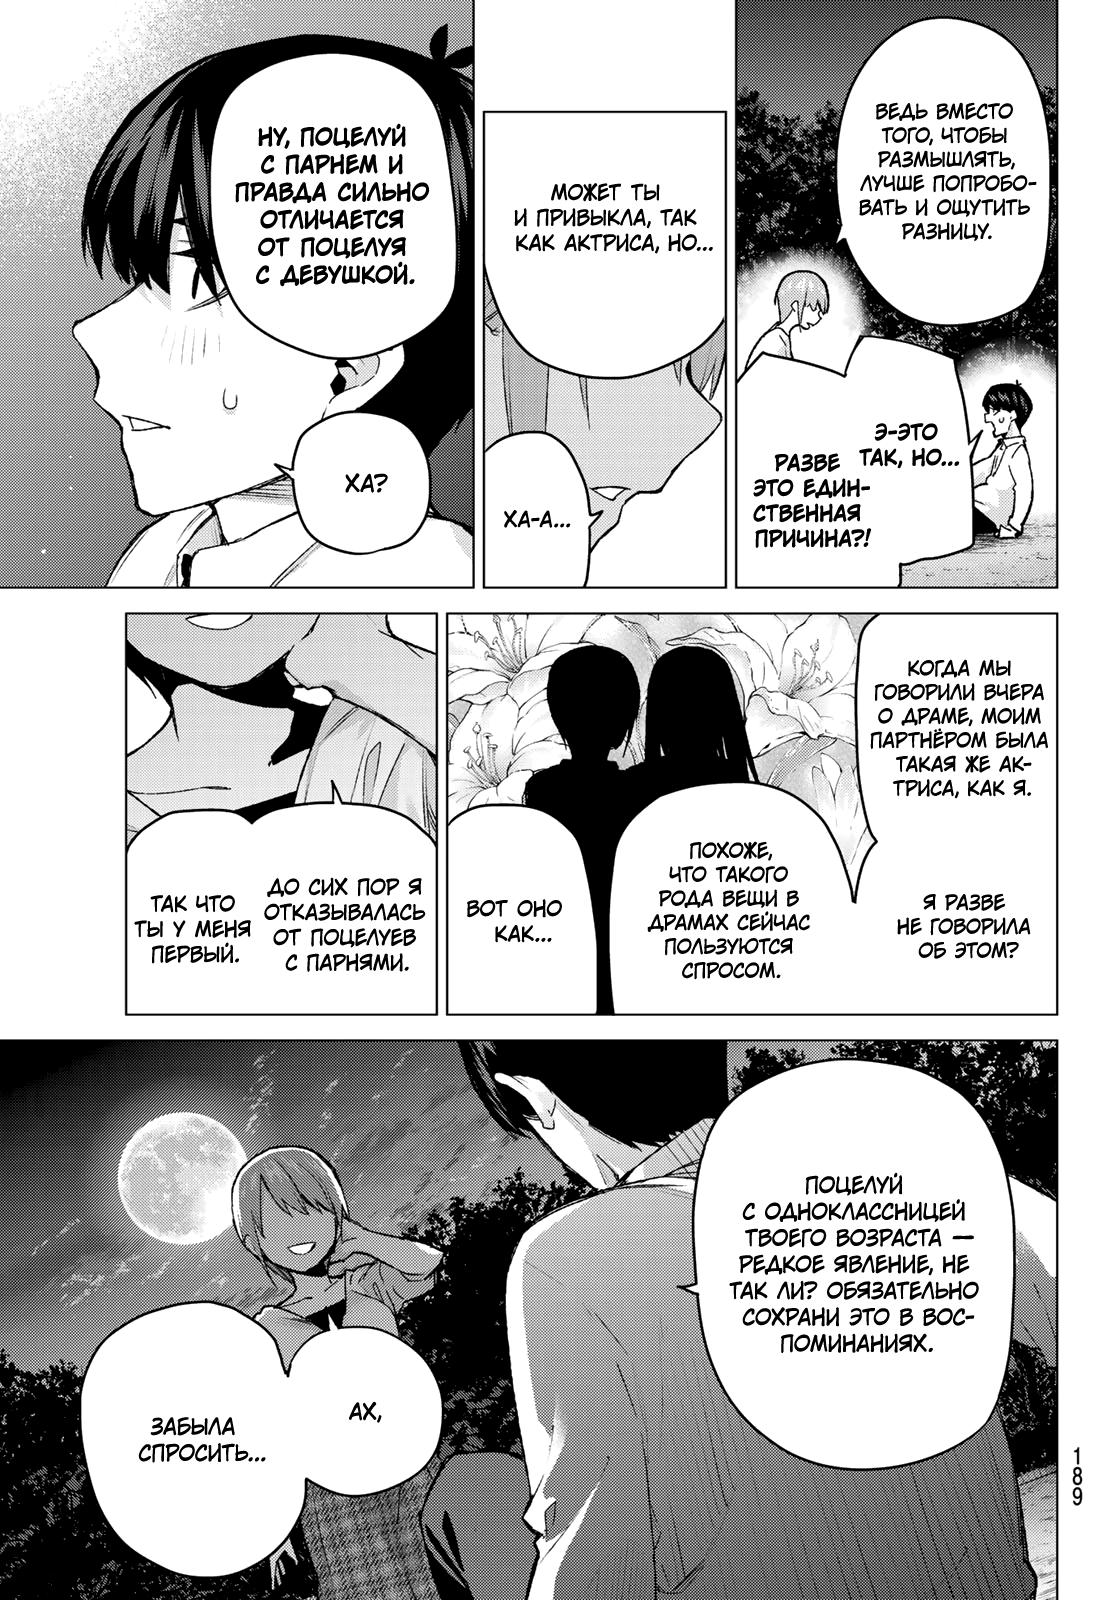 ВЕДЬ ВМЕСТО
ТОГО, ЧТОБЫ
РАЗМЫШЛЯТЬ,
ЛУЧШЕ ПОПРОБО-
ВАТЬ И ОЩУТИТЬ
РАЗНИЦУ.
Э-ЭТО
ТАК, НО...
РАЗВЕ
ЭТО ЕДИН-
СТВЕННАЯ
ПРИЧИНА?!
МОЖЕТ ТЫ
И ПРИВЫКЛА, ТАК
КАК АКТРИСА, НО...
ХА-А...
НУ, ПОЦЕЛУЙ
С ПАРНЕМ И
ПРАВДА СИЛЬНО
ОТЛИЧАЕТСЯ
ОТ ПОЦЕЛУЯ
С ДЕВУШКОЙ.
ХА?
КОГДА МЫ
ГОВОРИЛИ ВЧЕРА
О ДРАМЕ, МОИМ
ПАРТНЁРОМ БЫЛА
ТАКАЯ ЖЕ АК-
ТРИСА, КАК Я.
Я РАЗВЕ
НЕ ГОВОРИЛА
ОБ ЭТОМ?
ПОХОЖЕ,
ЧТО ТАКОГО
РОДА ВЕЩИ В
ДРАМАХ СЕЙЧАС
ПОЛЬЗУЮТСЯ
СПРОСОМ.
ВОТ ОНО
КАК...
ДО СИХ ПОР Я
ОТКАЗЫВАЛАСЬ
ОТ ПОЦЕЛУЕВ
С ПАРНЯМИ.
ТАК ЧТО
ТЫ У МЕНЯ
ПЕРВЫЙ.
ПОЦЕЛУЙ
С ОДНОКЛАССНИЦЕЙ
ТВОЕГО ВОЗРАСТА —
РЕДКОЕ ЯВЛЕНИЕ, НЕ
ТАК ЛИ? ОБЯЗАТЕЛЬНО
СОХРАНИ ЭТО В ВОС-
ПОМИНАНИЯХ.
АХ,
ЗАБЫЛА
СПРОСИТЬ...
189